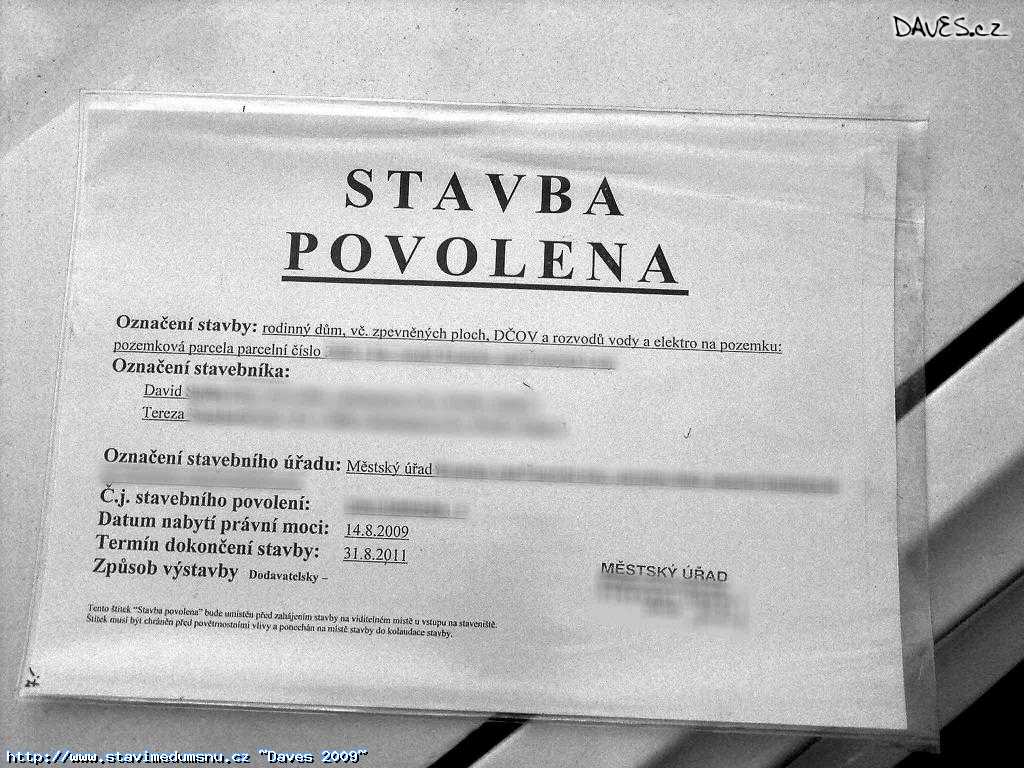 DAVES.cz
STAVBA
POVOLENA
Označení stavby: rodinný dům, vč. zpevněných ploch, DČOV a rozvodů vody a elektro na pozemku:
pozemková parcela parcelní číslo
Označení stavebníka:
David
Tereza
Označení stavebního úřadu: Městský úřad
Č.j. stavebního povolení:
Datum nabytí právní moci: 14.8.2009
Termín dokončení stavby: 31.8.2011
Způsob výstavby Dodavatelsky –
MĚSTSKÝ ÚŘAD
Tento štítek "Stavba povolena" bude umístěn před zahájením stavby na viditelném místě u vstupu na staveniště.
Štítek musí být chráněn před povětrnostními vlivy a ponechán na místě stavby do kolaudace stavby.
http://www.stavimedumsnu.cz "Daves 2009"